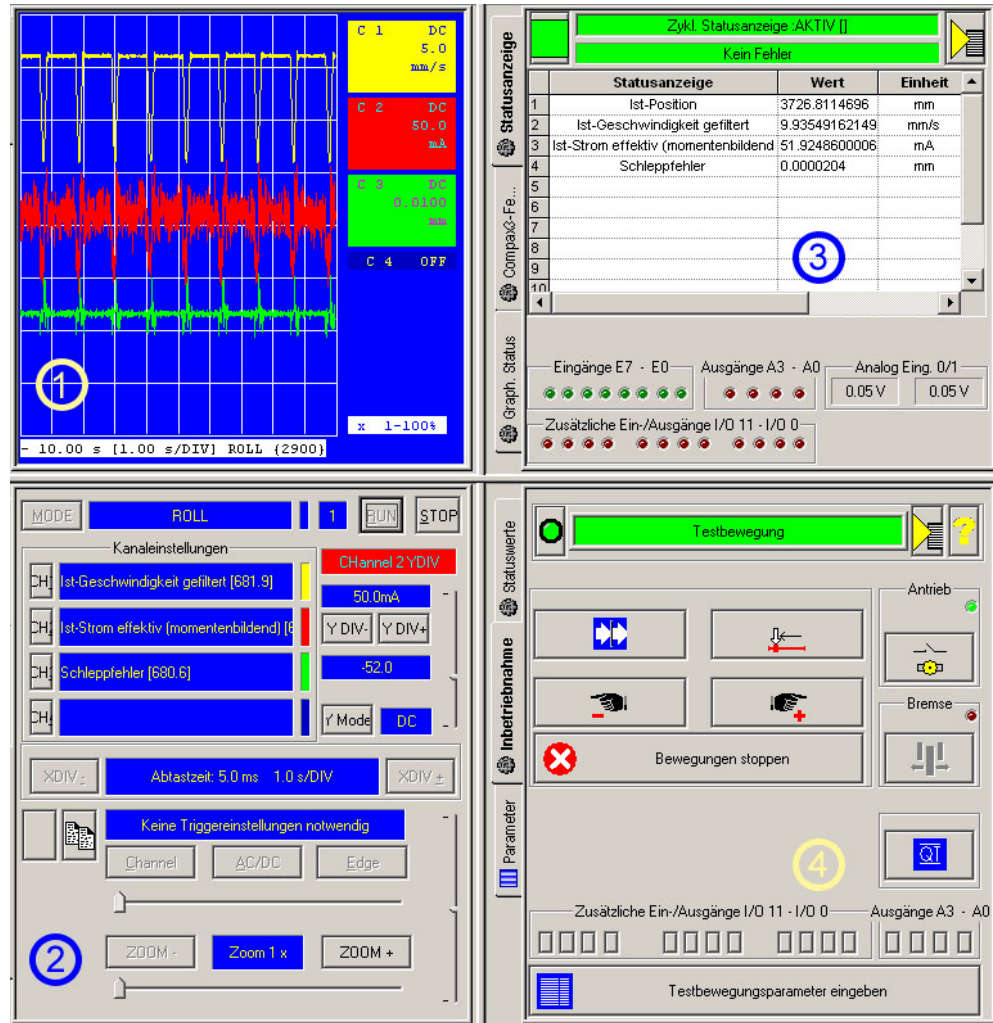 C 1 DC
5.0
mm/s
C 2 DC
50.0
mA
C 3 DC
0.0100
mm
C 4 OFF
x 1-100%
- 10.00 s [1.00 s/DIV] ROLL {2900}
1
Statusanzeige
Compax3-Fe...
Graph. Status
Zykl. Statusanzeige :AKTIV []
Kein Fehler
Statusanzeige Wert Einheit
1 Ist-Position 3726.8114696 mm
2 Ist-Geschwindigkeit gefiltert 9.93549162149 mm/s
3 Ist-Strom effektiv (momentenbildend 51.9248600006 mA
4 Schleppfehler 0.0000204 mm
5
6
7
8
9
10
3
Eingänge E7 - E0 Ausgänge A3 - A0 Analog Eing. 0/1
0.05 V 0.05 V
Zusätzliche Ein-/Ausgänge I/O 11 - I/O 0
MODE ROLL 1 RUN STOP
Kanaleinstellungen
CHannel 2 YDIV
Ist-Geschwindigkeit gefiltert [681.9]
50.0mA
Ist-Strom effektiv (momentenbildend) [6
Y DIV- Y DIV+
Schleppfehler [680.6]
-52.0
Y Mode DC
XDIV - Abtastzeit: 5.0 ms 1.0 s/DIV XDIV +
Keine Triggereinstellungen notwendig
Channel AC/DC Edge
ZOOM - Zoom 1 x ZOOM +
2
Statuswerte
Inbetriebnahme
Parameter
Testbewegung
?
Antrieb
Bremse
Bewegungen stoppen
QT
4
Zusätzliche Ein-/Ausgänge I/O 11 - I/O 0 Ausgänge A3 - A0
Testbewegungsparameter eingeben